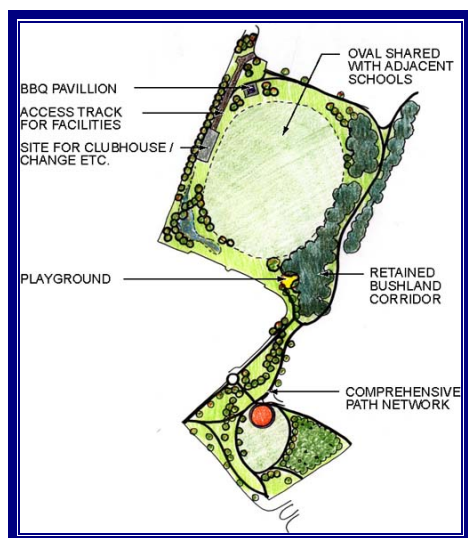 OVAL SHARED
WITH ADJACENT
SCHOOLS
BBQ PAVILLION
ACCESS TRACK
FOR FACILITIES
SITE FOR CLUBHOUSE /
CHANGE ETC.
PLAYGROUND
RETAINED
BUSHLAND
CORRIDOR
COMPREHENSIVE
PATH NETWORK